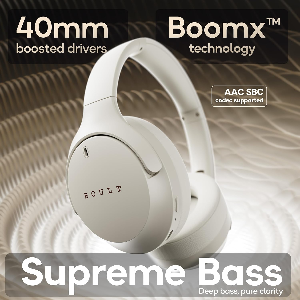 40mm
boosted drivers
Boomx™
technology
AAC SBC
codec supported
BOULT
Supreme Bass
Deep bass, pure clarity